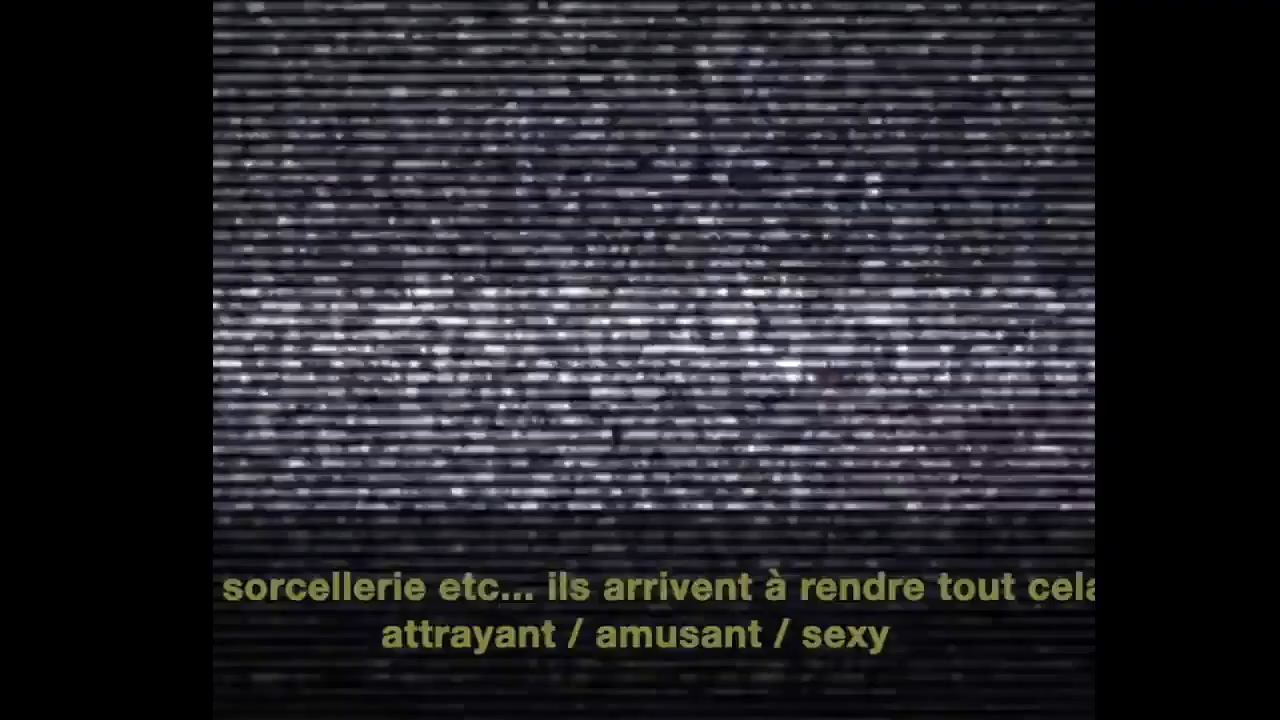 sorcellerie etc... ils arrivent à rendre tout cela
attrayant / amusant / sexy